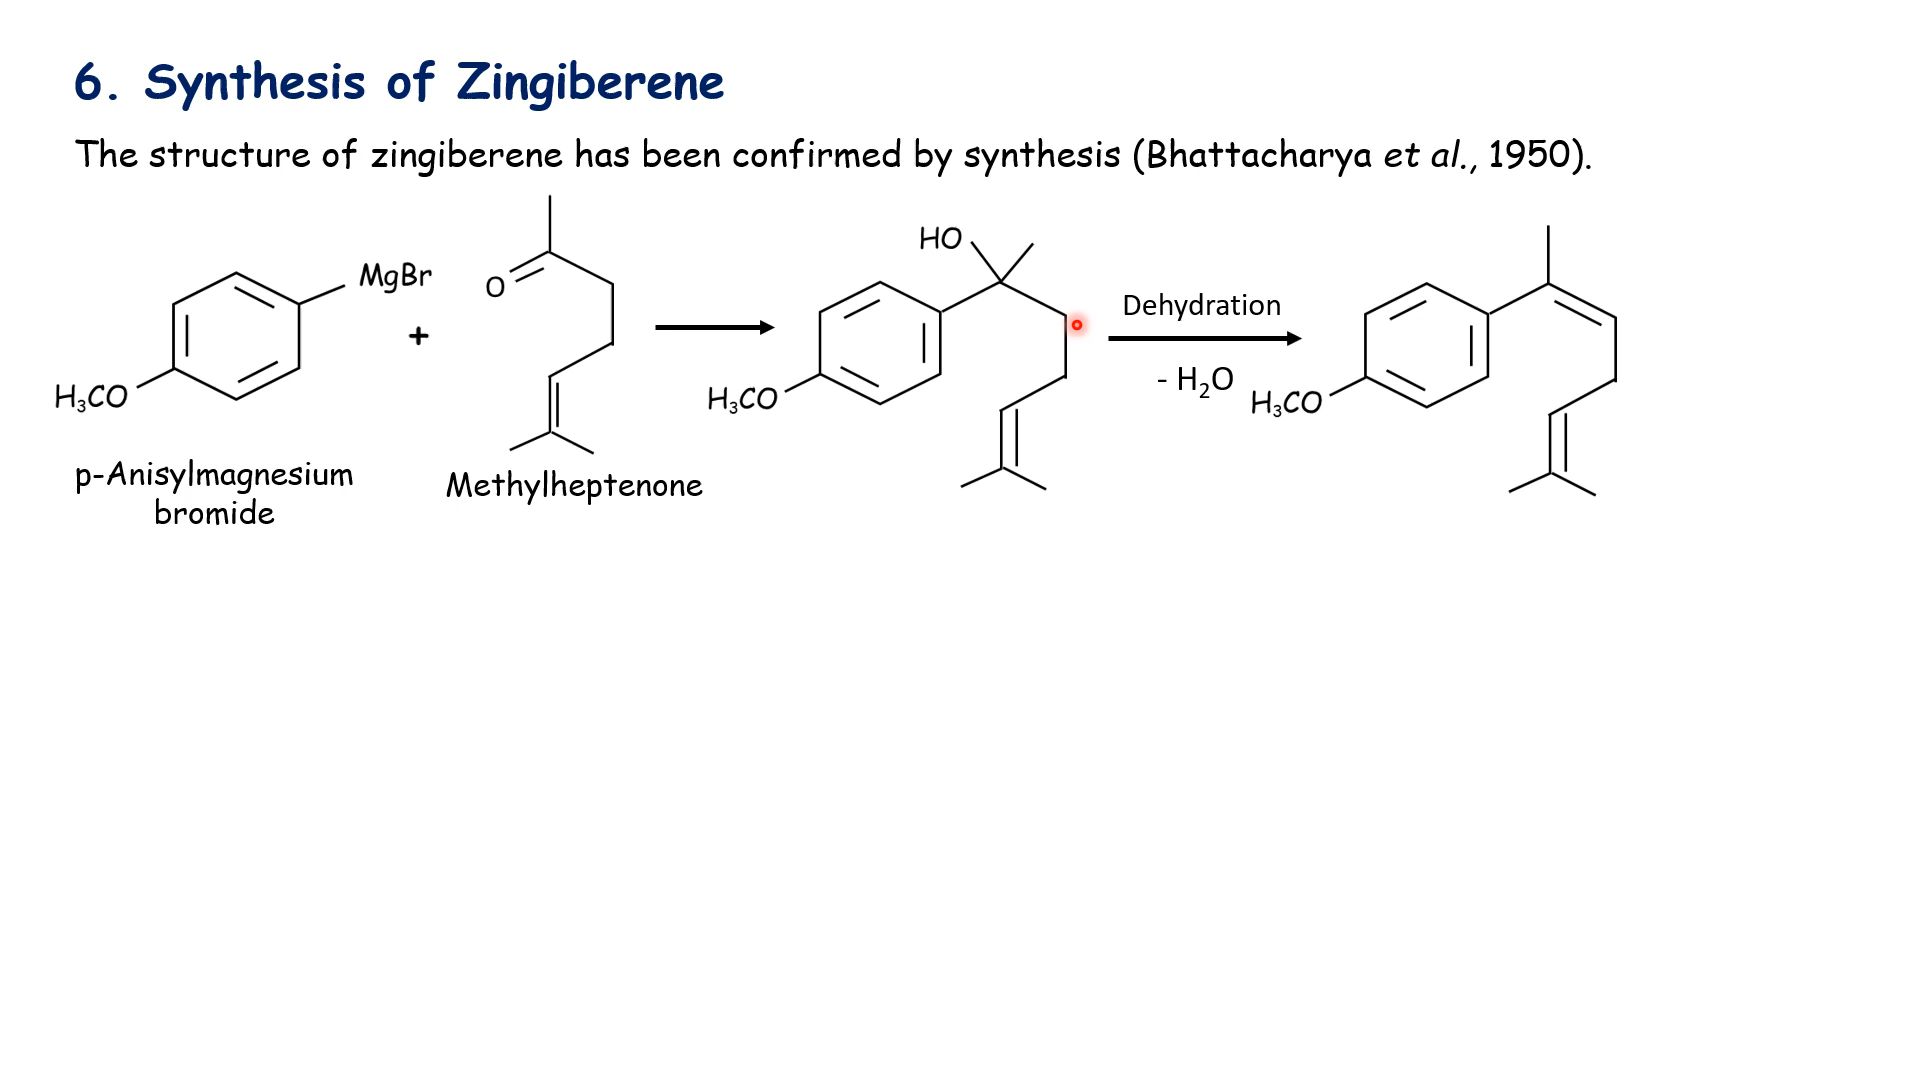 6. Synthesis of Zingiberene
The structure of zingiberene has been confirmed by synthesis (Bhattacharya et al., 1950).
MgBr
+
H₃CO
p-Anisylmagnesium
bromide
O
Methylheptenone
HO
H₃CO
Dehydration
- H₂O
H₃CO